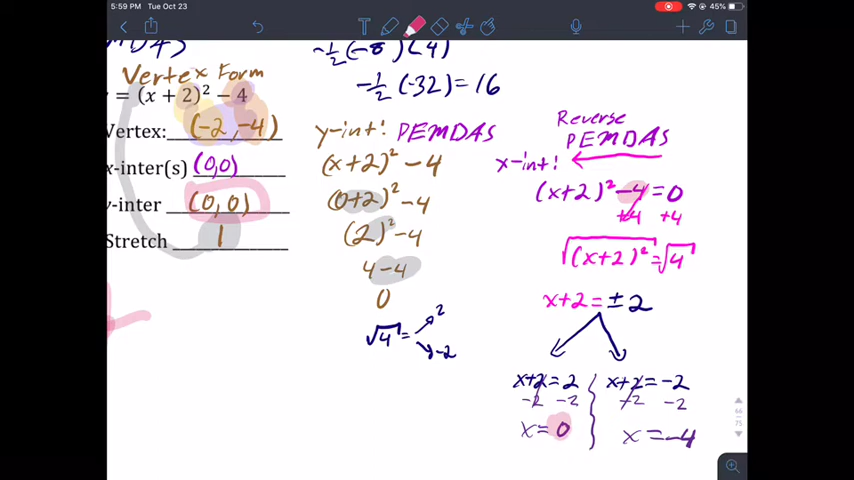 5:59 PM Tue Oct 23
45%
PEMDAS
Vertex Form
= (x + 2)² – 4
Vertex: (-2, -4)
x-inter(s) (0,0)
y-inter (0, 0)
Stretch 1
-½(-8)(4)
-½(-32) = 16
y-int: PEMDAS
(x+2)² - 4
(0+2)² - 4
(2)² - 4
4 - 4
0
√4 =
2
-2
Reverse
PEMDAS
x-int:
(x+2)² - 4 = 0
+4 +4
√(x+2)² = √4
x+2 = ± 2
x+2 = 2
-2 -2
x = 0
x+2 = -2
-2 -2
x = -4
66
75